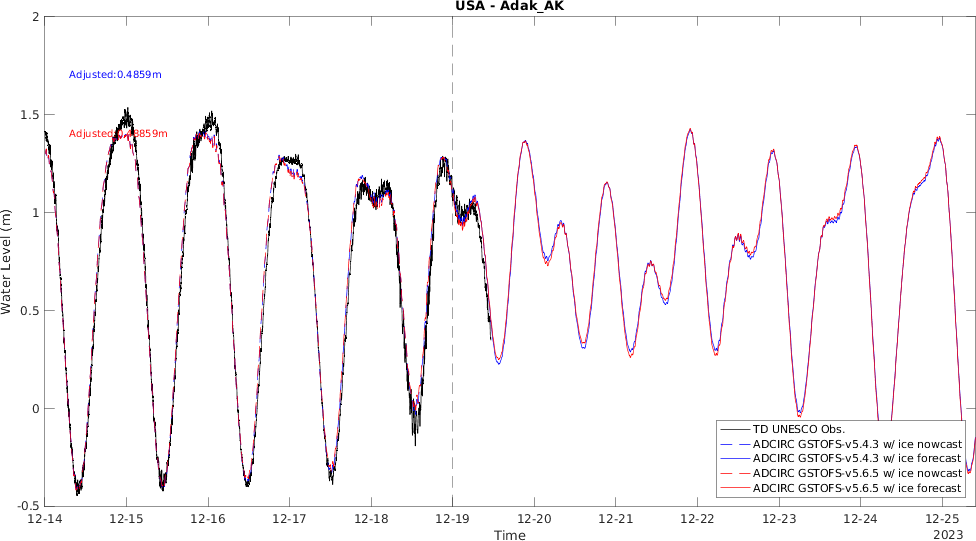 USA - Adak_AK
2
Adjusted:0.4859m
1.5
Adjusted:0.48859m
1
0.5
0
-0.5
Water Level (m)
TD UNESCO Obs.
ADCIRC GSTOFS-v5.4.3 w/ ice nowcast
ADCIRC GSTOFS-v5.4.3 w/ ice forecast
ADCIRC GSTOFS-v5.6.5 w/ ice nowcast
ADCIRC GSTOFS-v5.6.5 w/ ice forecast
12-14 12-15 12-16 12-17 12-18 12-19 12-20 12-21 12-22 12-23 12-24 12-25
Time
2023